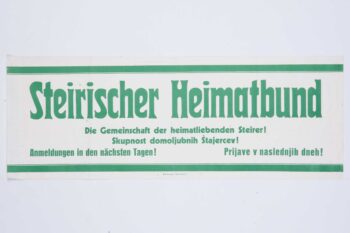 Steirischer Heimatbund
Die Gemeinschaft der heimatliebenden Steirer!
Skupnost domoljubnih Štajercev!
Anmeldungen in den nächsten Tagen! Prijave v naslednjih dneh!